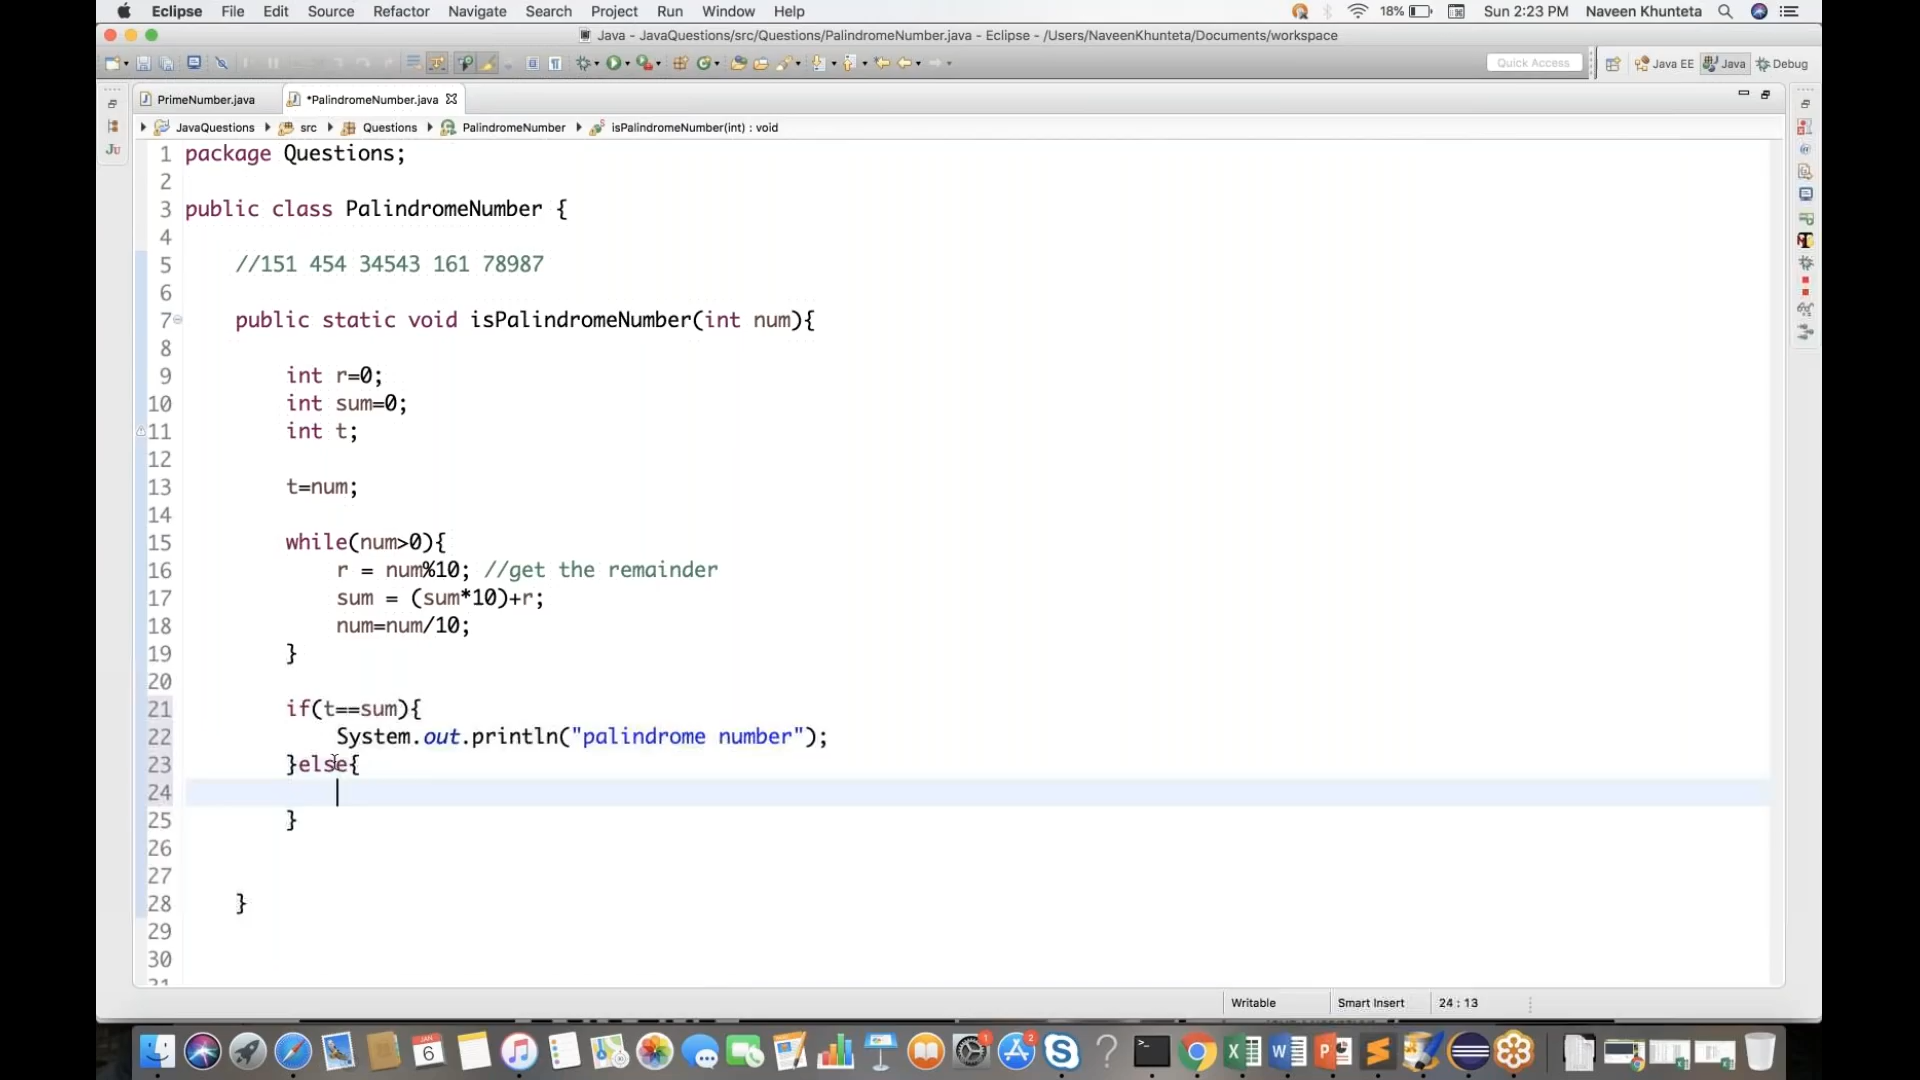 Eclipse File Edit Source Refactor Navigate Search Project Run Window Help 18% Sun 2:23 PM Naveen Khunteta
Java - JavaQuestions/src/Questions/PalindromeNumber.java - Eclipse - /Users/NaveenKhunteta/Documents/workspace
Quick Access Java EE Java Debug
PrimeNumber.java *PalindromeNumber.java
JavaQuestions src Questions PalindromeNumber isPalindromeNumber(int) : void
1 package Questions;
2
3 public class PalindromeNumber {
4
5 //151 454 34543 161 78987
6
7 public static void isPalindromeNumber(int num){
8
9 int r=0;
10 int sum=0;
11 int t;
12
13 t=num;
14
15 while(num>0){
16 r = num%10; //get the remainder
17 sum = (sum*10)+r;
18 num=num/10;
19 }
20
21 if(t==sum){
22 System.out.println("palindrome number");
23 }else{
24
25 }
26
27
28 }
29
30
31
Writable Smart Insert 24 : 13